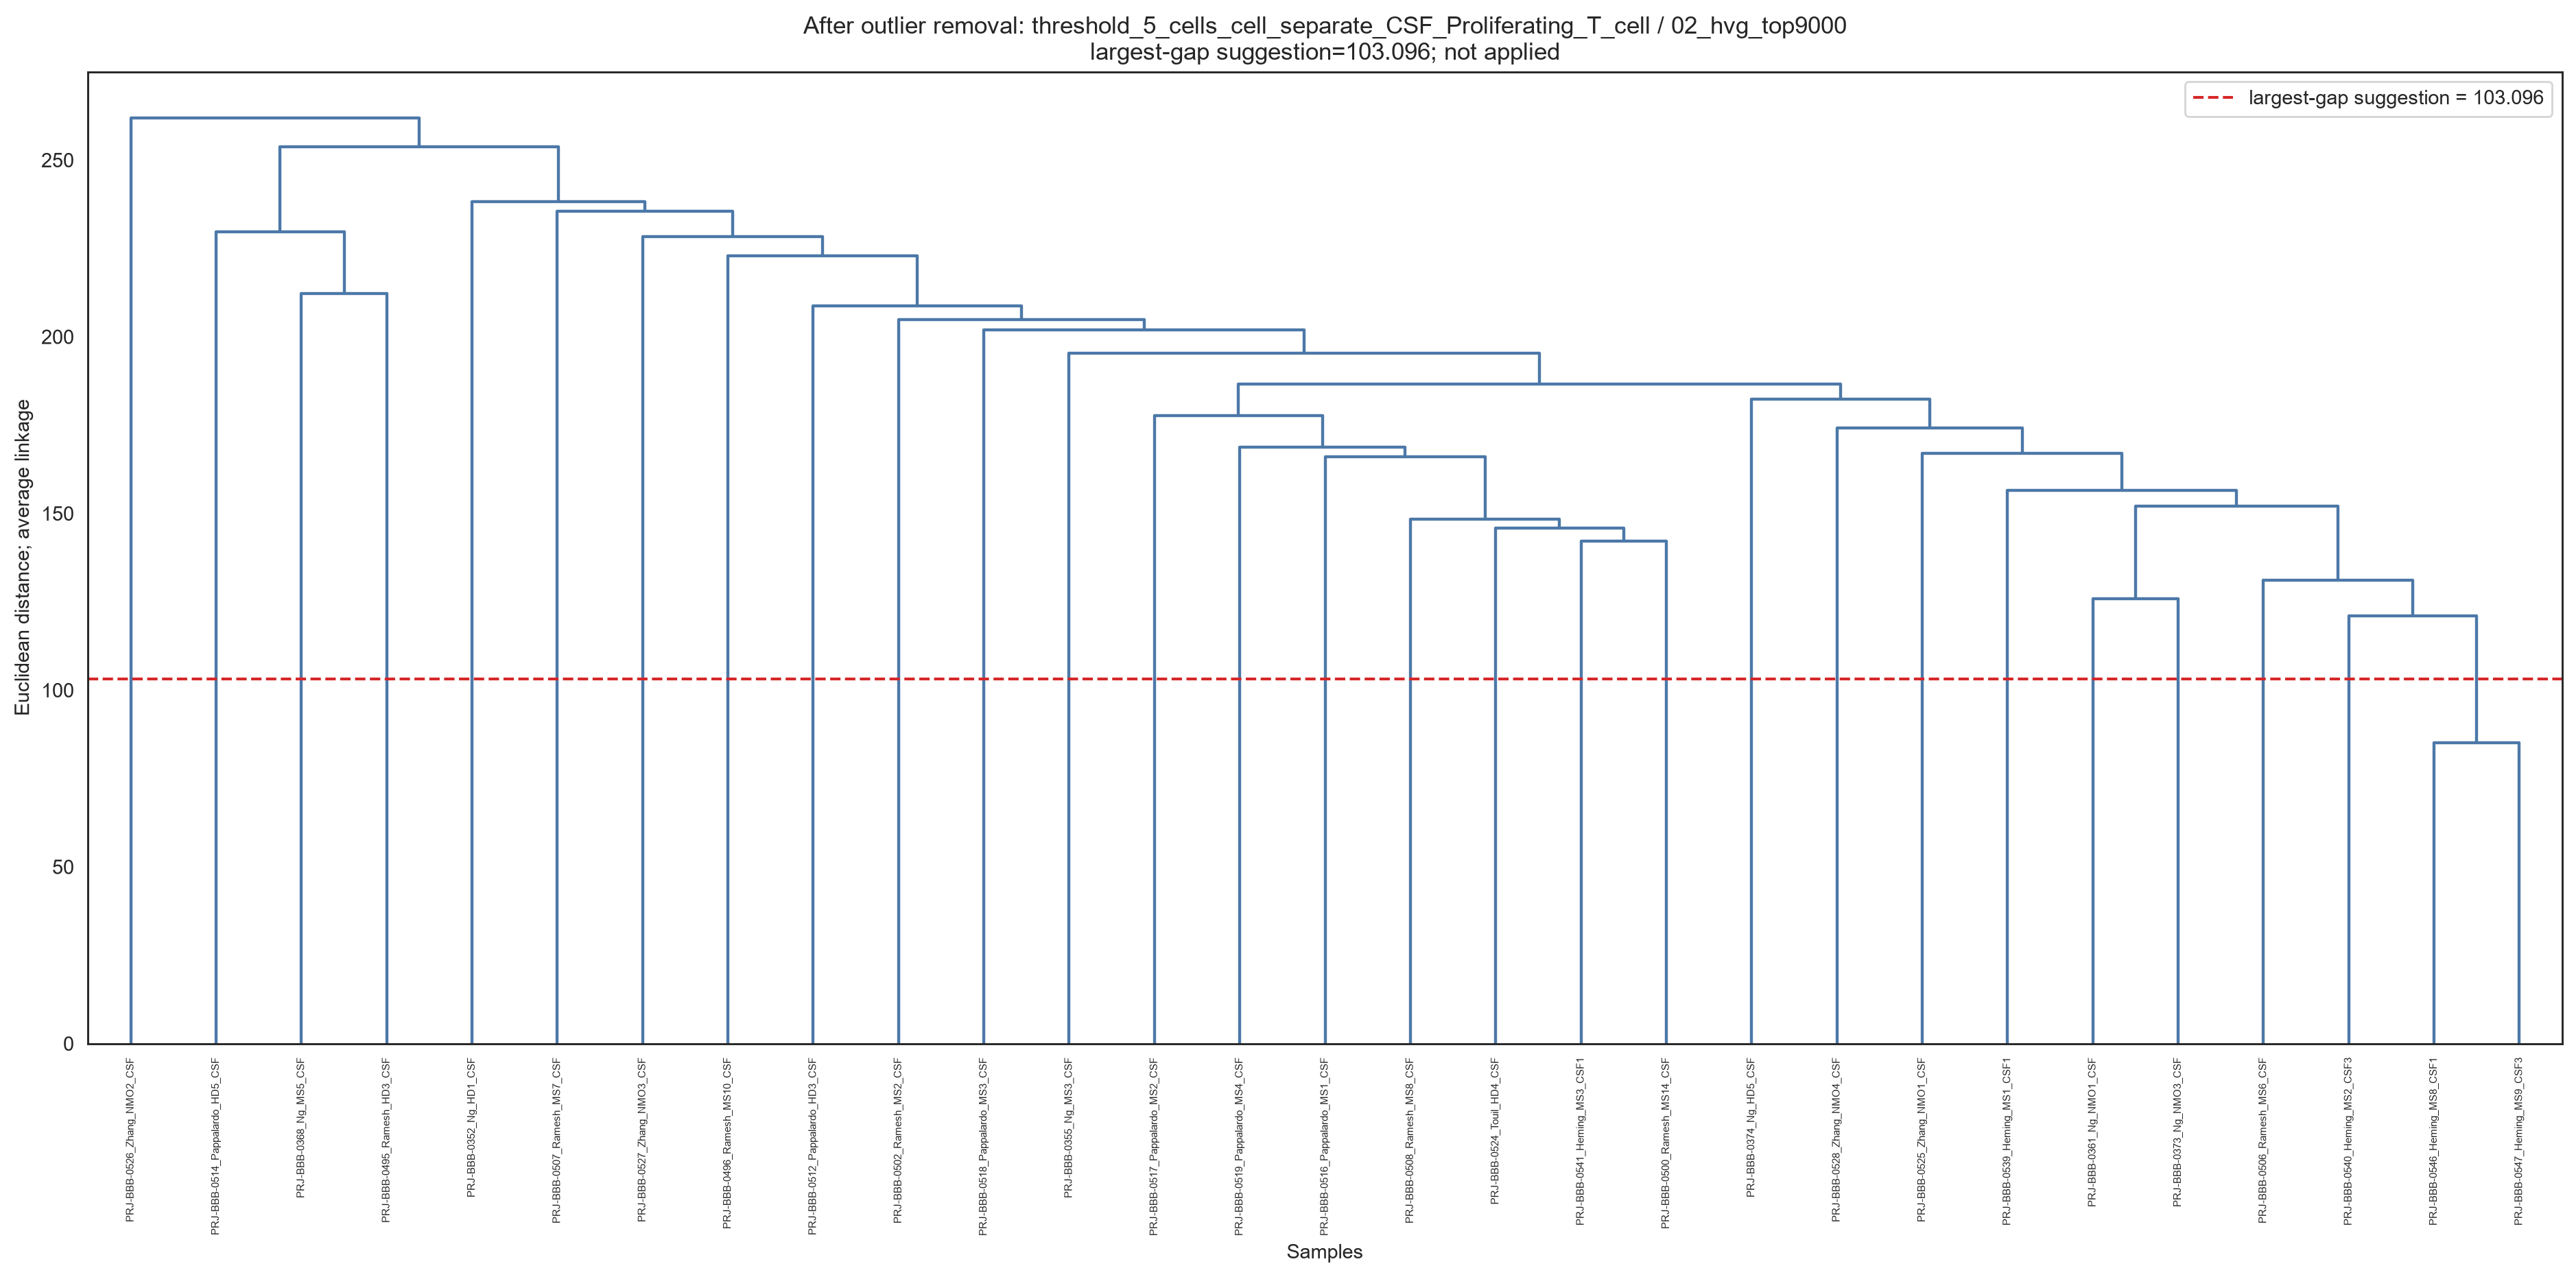 After outlier removal: threshold_5_cells_cell_separate_CSF_Proliferating_T_cell / 02_hvg_top9000
largest-gap suggestion=103.096; not applied
largest-gap suggestion = 103.096
Euclidean distance; average linkage
250
200
150
100
50
0
PRJ-BBB-0526_Zhang_NMO2_CSF
PRJ-BBB-0514_Pappalardo_HD5_CSF
PRJ-BBB-0368_Ng_MS5_CSF
PRJ-BBB-0495_Ramesh_HD3_CSF
PRJ-BBB-0352_Ng_HD1_CSF
PRJ-BBB-0507_Ramesh_MS7_CSF
PRJ-BBB-0527_Zhang_NMO3_CSF
PRJ-BBB-0496_Ramesh_MS10_CSF
PRJ-BBB-0512_Pappalardo_HD3_CSF
PRJ-BBB-0502_Ramesh_MS2_CSF
PRJ-BBB-0518_Pappalardo_MS3_CSF
PRJ-BBB-0355_Ng_MS3_CSF
PRJ-BBB-0517_Pappalardo_MS2_CSF
PRJ-BBB-0519_Pappalardo_MS4_CSF
PRJ-BBB-0516_Pappalardo_MS1_CSF
PRJ-BBB-0508_Ramesh_MS8_CSF
PRJ-BBB-0524_Touil_HD4_CSF
PRJ-BBB-0541_Heming_MS3_CSF1
PRJ-BBB-0500_Ramesh_MS14_CSF
PRJ-BBB-0374_Ng_HD5_CSF
PRJ-BBB-0528_Zhang_NMO4_CSF
PRJ-BBB-0525_Zhang_NMO1_CSF
PRJ-BBB-0539_Heming_MS1_CSF1
PRJ-BBB-0361_Ng_NMO1_CSF
PRJ-BBB-0373_Ng_NMO3_CSF
PRJ-BBB-0506_Ramesh_MS6_CSF
PRJ-BBB-0540_Heming_MS2_CSF3
PRJ-BBB-0546_Heming_MS8_CSF1
PRJ-BBB-0547_Heming_MS9_CSF3
Samples